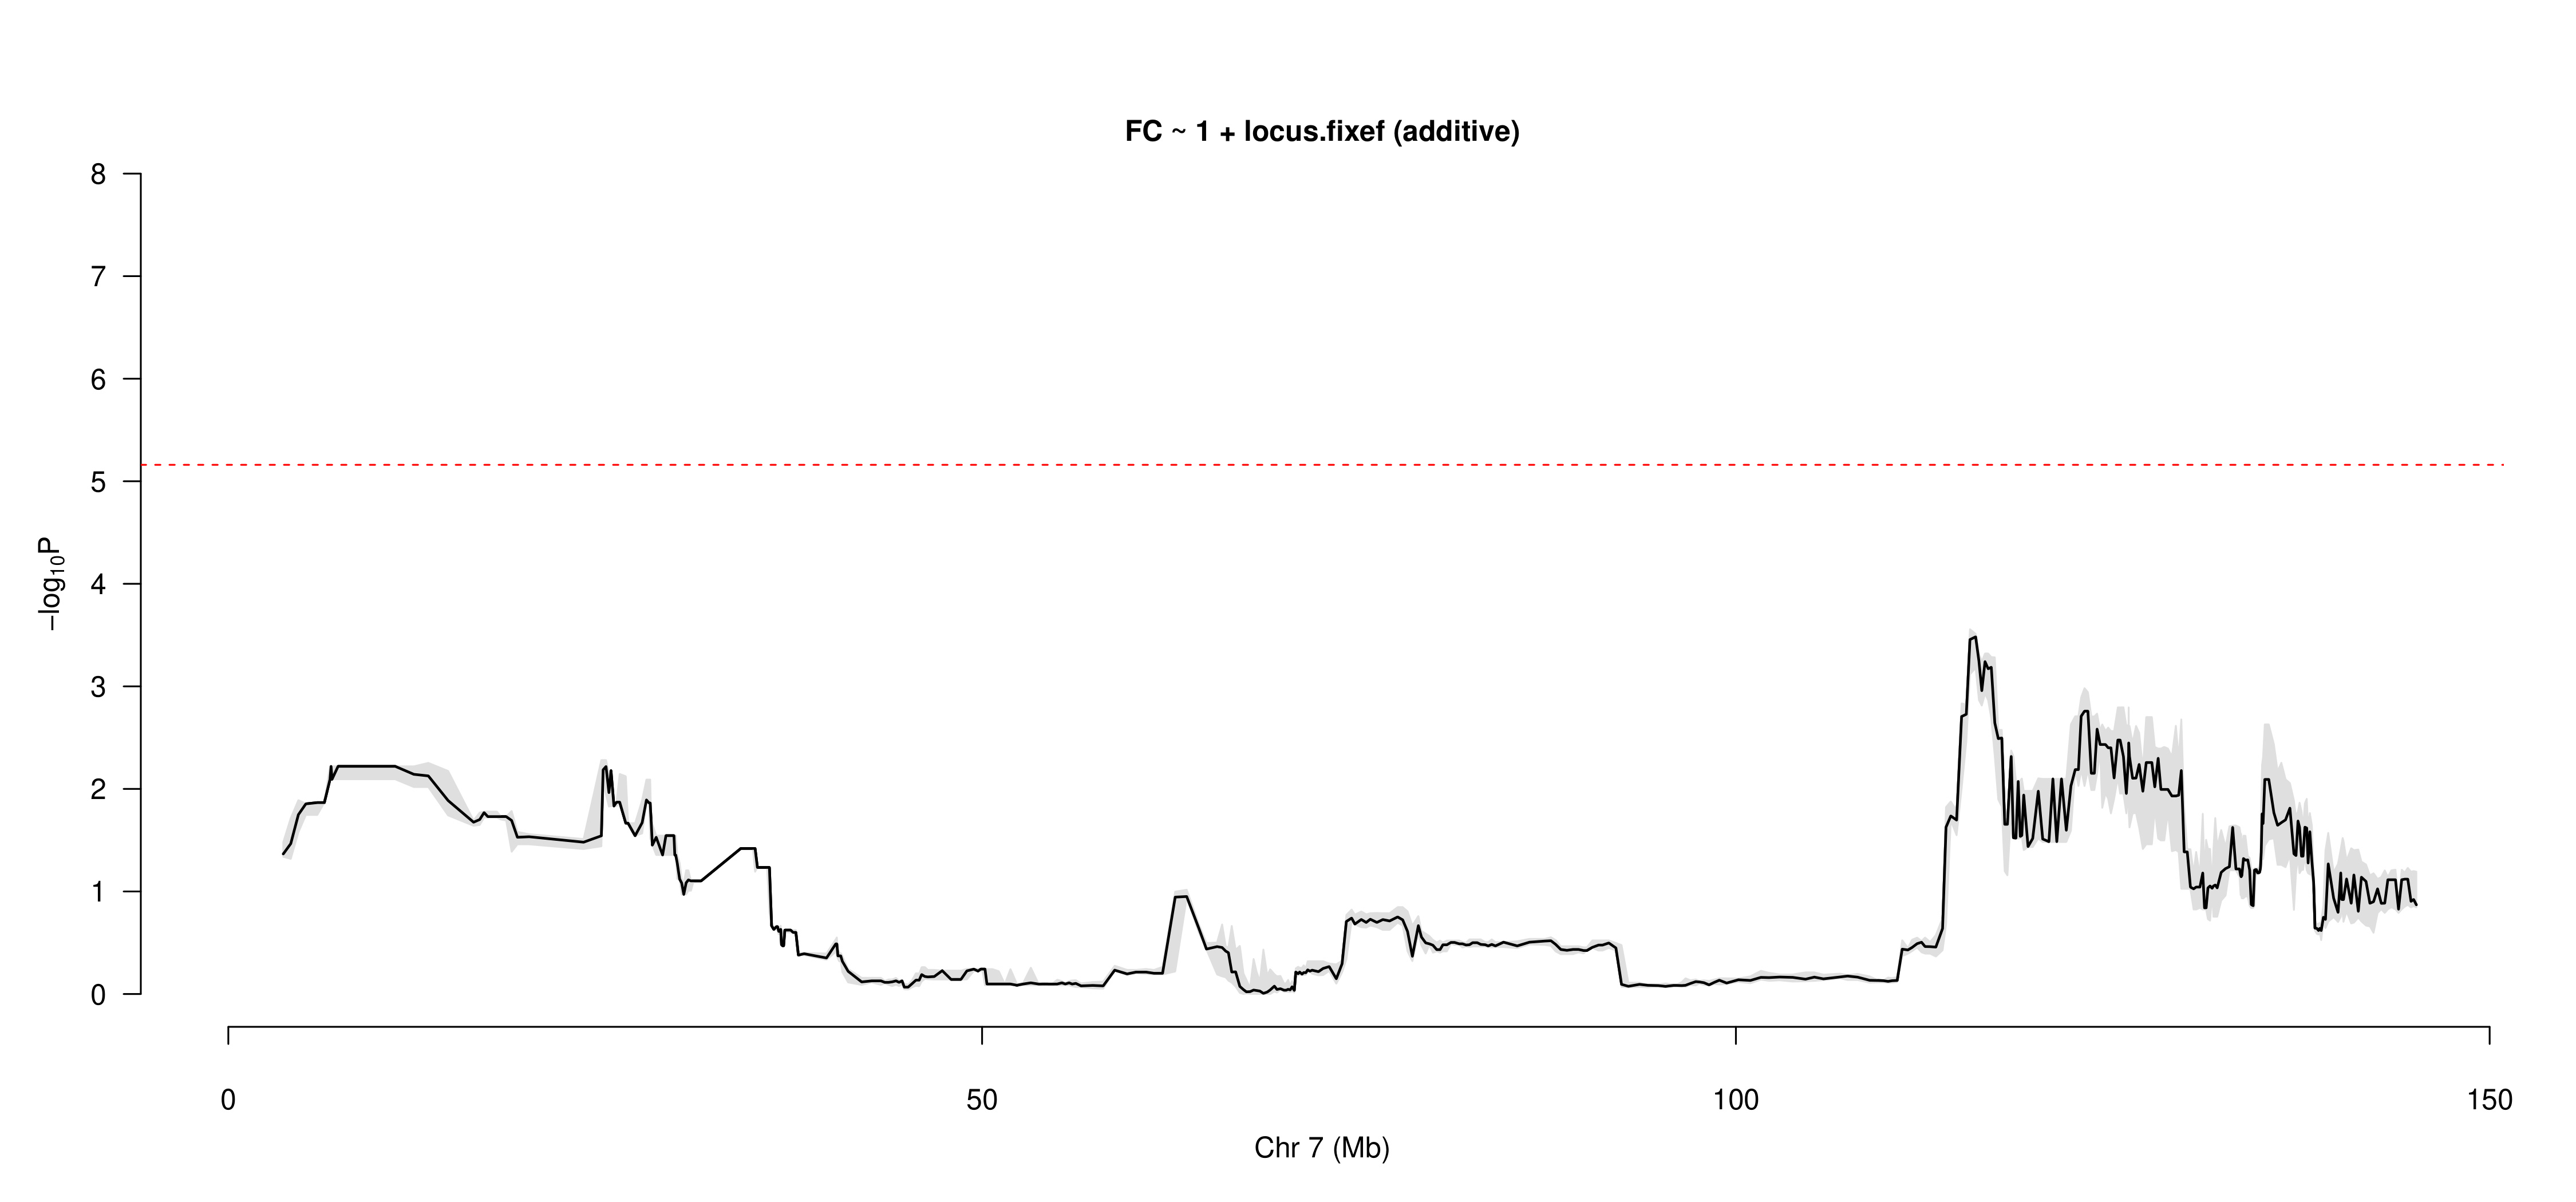 FC ~ 1 + locus.fixef (additive)
8
7
6
5
4
3
2
1
0
−log10P
0 50 100 150
Chr 7 (Mb)